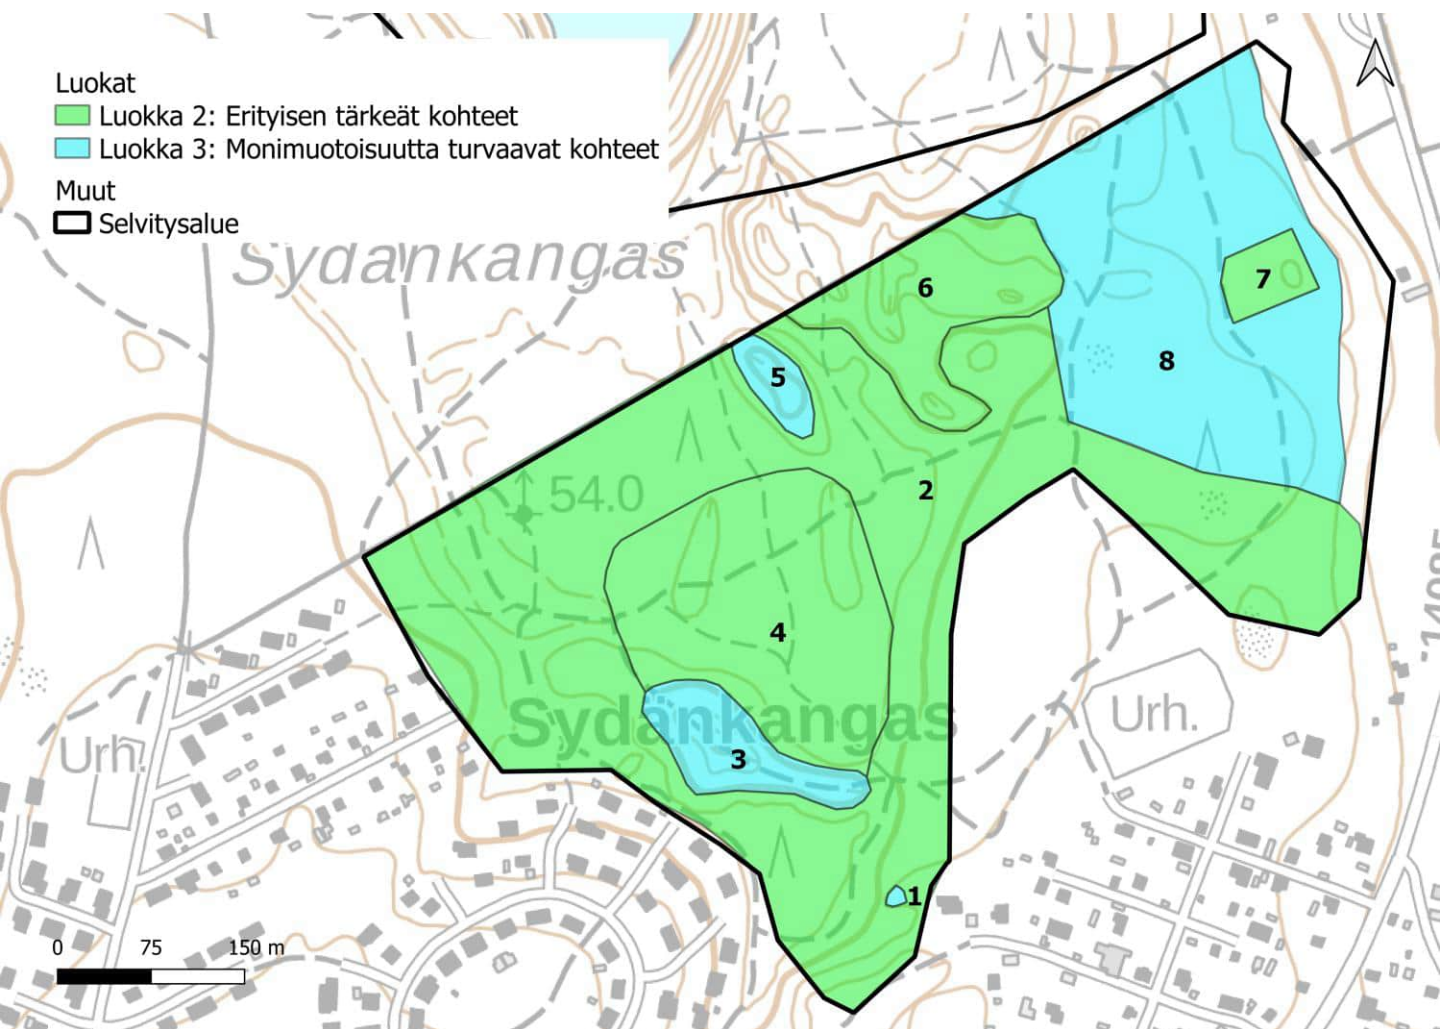 Luokat
Luokka 2: Erityisen tärkeät kohteet
Luokka 3: Monimuotoisuutta turvaavat kohteet
Muut
Selvitysalue
Sydänkangas
6
7
8
5
54.0
2
4
Sydänkangas
Urh.
Urh.
3
1
0 75 150 m